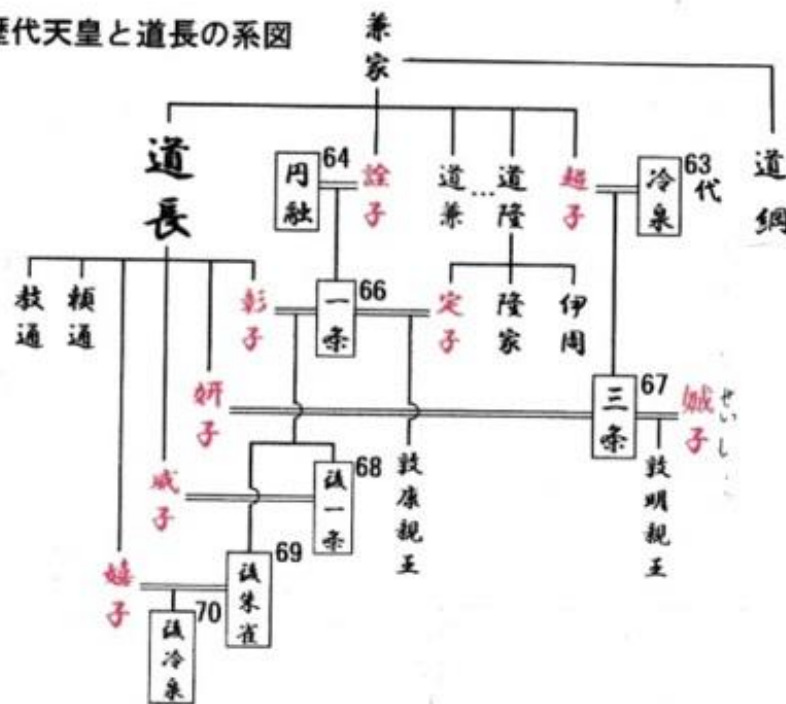 歴代天皇と道長の系図
兼家
道長
円融
64
詮子
道兼
…
道隆
超子
冷泉
63代
道綱
教通
頼通
彰子
一条
66
定子
隆家
伊周
妍子
三条
67
娍子
せいし
威子
後一条
68
敦康親王
敦明親王
嬉子
後朱雀
69
後冷泉
70